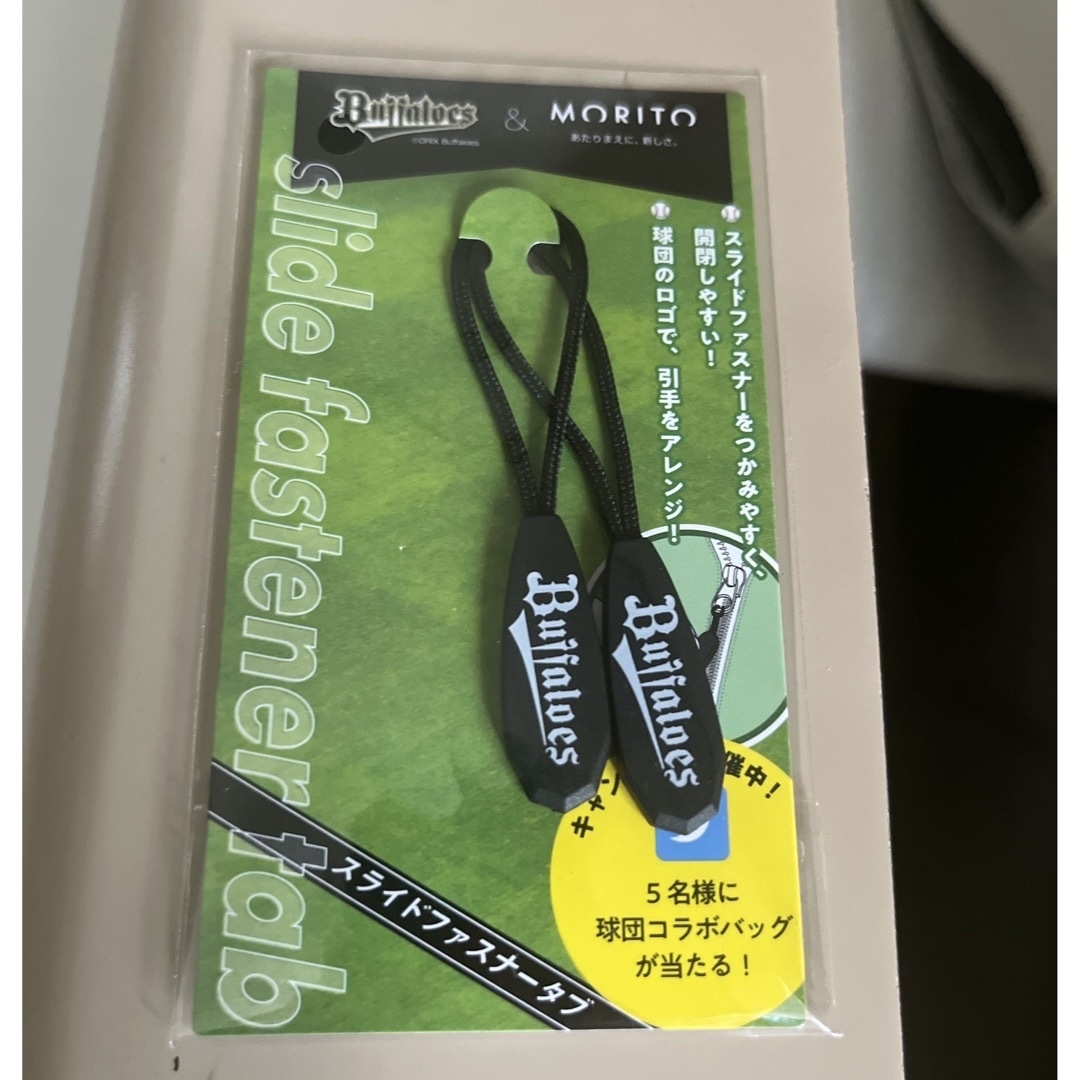 Buffaloes & MORITO
©ORIX Buffaloes
あたりまえに、新しさ。
slide fastener tab
スライドファスナーをつかみやすく、
開閉しやすい！
球団のロゴで、引手をアレンジ！
Buffaloes
Buffaloes
スライドファスナータブ
催中！
5名様に
球団コラボバッグ
が当たる！